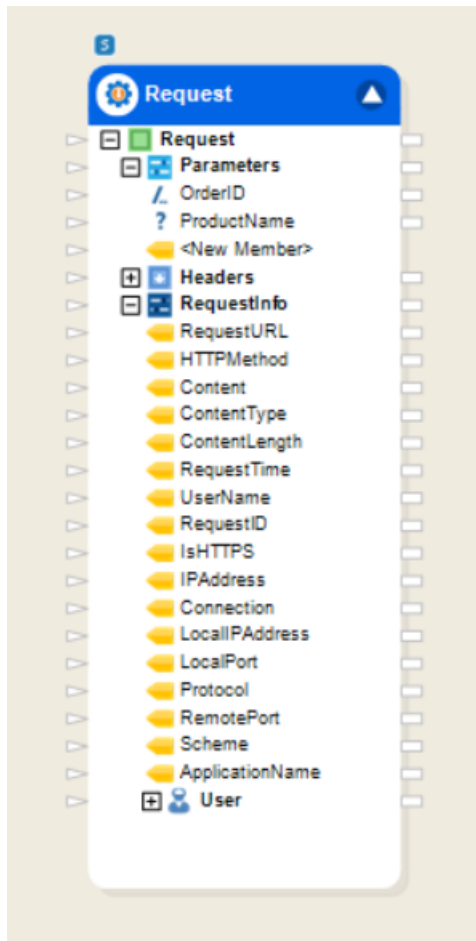 S
Request
Request
Parameters
/.. OrderID
? ProductName
<New Member>
Headers
RequestInfo
RequestURL
HTTPMethod
Content
ContentType
ContentLength
RequestTime
UserName
RequestID
IsHTTPS
IPAddress
Connection
LocalIPAddress
LocalPort
Protocol
RemotePort
Scheme
ApplicationName
User